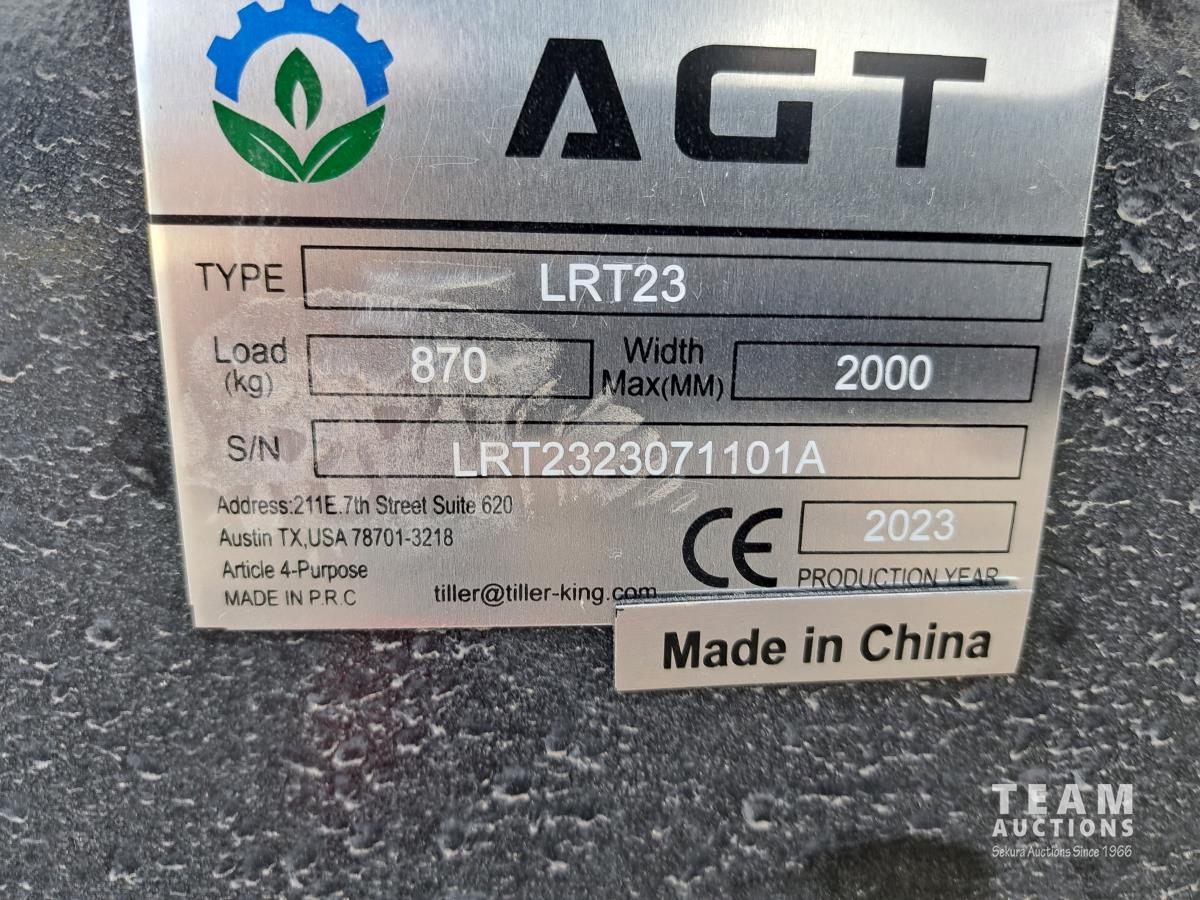 AGT
TYPE LRT23
Load (kg) 870 Width Max(MM) 2000
S/N LRT2323071101A
Address:211E.7th Street Suite 620
Austin TX,USA 78701-3218
Article 4-Purpose
MADE IN P.R.C
tiller@tiller-king.com
CE 2023
PRODUCTION YEAR
Made in China
TEAM
AUCTIONS
Sekura Auctions Since 1966